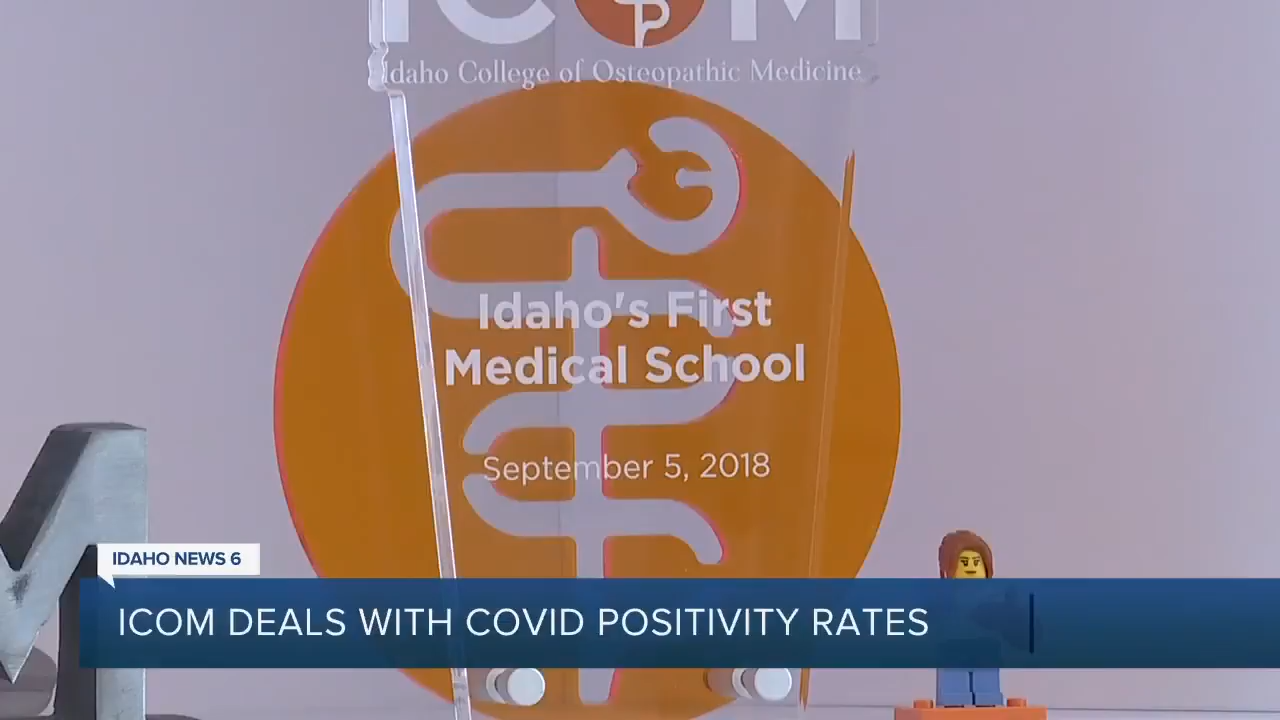 ICOM
Idaho College of Osteopathic Medicine
Idaho's First
Medical School
September 5, 2018
IDAHO NEWS 6
ICOM DEALS WITH COVID POSITIVITY RATES